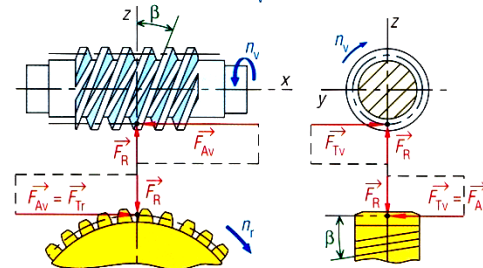 v
z
β
n_v
x
F_R
F_Av
F_Av = F_Tr
F_R
n_r
z
n_v
y
F_Tv
F_R
F_R
F_Tv = F_A
β